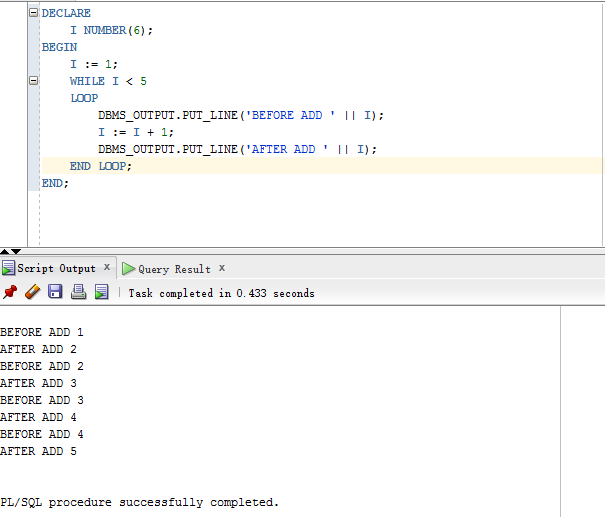 DECLARE
    I NUMBER(6);
BEGIN
    I := 1;
    WHILE I < 5
    LOOP
        DBMS_OUTPUT.PUT_LINE('BEFORE ADD ' || I);
        I := I + 1;
        DBMS_OUTPUT.PUT_LINE('AFTER ADD ' || I);
    END LOOP;
END;
Script Output x Query Result x
Task completed in 0.433 seconds
BEFORE ADD 1
AFTER ADD 2
BEFORE ADD 2
AFTER ADD 3
BEFORE ADD 3
AFTER ADD 4
BEFORE ADD 4
AFTER ADD 5
PL/SQL procedure successfully completed.